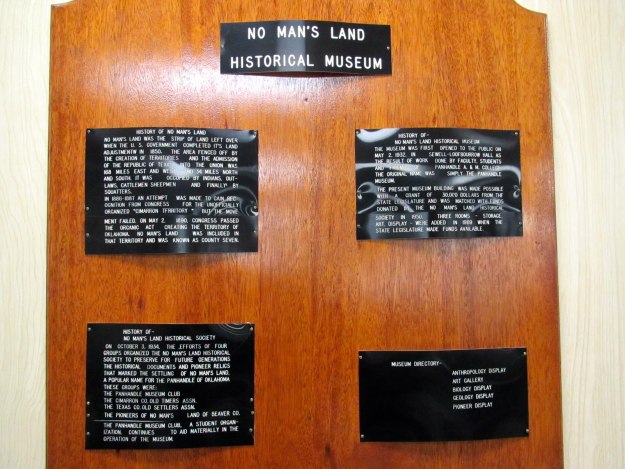 NO MAN'S LAND
HISTORICAL MUSEUM
HISTORY OF NO MAN'S LAND
NO MAN'S LAND WAS THE STRIP OF LAND LEFT OVER
WHEN THE U. S. GOVERNMENT COMPLETED IT'S LAND
ADJUSTMENTW IN 1850. THE AREA FENCED OFF BY
THE CREATION OF TERRITORIES AND THE ADMISSION
OF THE REPUBLIC OF TEXAS INTO THE UNION WAS
168 MILES EAST AND WEST AND 34 MILES NORTH
AND SOUTH IT WAS OCCUPIED BY INDIANS, OUT-
LAWS, CATTLEMEN SHEEPMEN AND FINALLY BY
SQUATTERS.
IN 1886-1887 AN ATTEMPT WAS MADE TO GAIN REC-
OGNITION FROM CONGRESS FOR THE UNOFFICIALLY
ORGANIZED "CIMARRON TERRITORY", BUT THE MOVE
MENT FAILED. ON MAY 2, 1890, CONGRESS PASSED
THE ORGANIC ACT CREATING THE TERRITORY OF
OKLAHOMA. NO MAN'S LAND WAS INCLUDED IN
THAT TERRITORY AND WAS KNOWN AS COUNTY SEVEN.
HISTORY OF-
NO MAN'S LAND HISTORICAL MUSEUM
THE MUSEUM WAS FIRST OPENED TO THE PUBLIC ON
MAY 2, 1932, IN SEWELL-LOOFBOURROW HALL AS
THE RESULT OF WORK DONE BY FACULTY, STUDENTS
AND PANHANDLE A. & M. COLLEGE
THE ORIGINAL NAME WAS SIMPLY THE PANHANDLE
MUSEUM.
THE PRESENT MUSEUM BUILDING WAS MADE POSSIBLE
WITH A GRANT OF 30,000 DOLLARS FROM THE
STATE LEGISLATURE AND WAS MATCHED WITH FUNDS
DONATED BY THE NO MAN'S LAND HISTORICAL
SOCIETY IN 1950. THREE ROOMS - STORAGE,
ART, DISPLAY - WERE ADDED IN 1969 WHEN THE
STATE LEGISLATURE MADE FUNDS AVAILABLE.
HISTORY OF-
NO MAN'S LAND HISTORICAL SOCIETY
ON OCTOBER 3, 1934, THE EFFORTS OF FOUR
GROUPS ORGANIZED THE NO MAN'S LAND HISTORICAL
SOCIETY TO PRESERVE FOR FUTURE GENERATIONS
THE HISTORICAL DOCUMENTS AND PIONEER RELICS
THAT MARKED THE SETTLING OF NO MAN'S LAND,
A POPULAR NAME FOR THE PANHANDLE OF OKLAHOMA
THESE GROUPS WERE:
THE PANHANDLE MUSEUM CLUB
THE CIMARRON CO. OLD TIMERS ASSN.
THE TEXAS CO. OLD SETTLERS ASSN.
THE PIONEERS OF NO MAN'S LAND OF BEAVER CO.
THE PANHANDLE MUSEUM CLUB, A STUDENT ORGAN-
IZATION, CONTINUES TO AID MATERIALLY IN THE
OPERATION OF THE MUSEUM.
MUSEUM DIRECTORY-
ANTHROPOLOGY DISPLAY
ART GALLERY
BIOLOGY DISPLAY
GEOLOGY DISPLAY
PIONEER DISPLAY